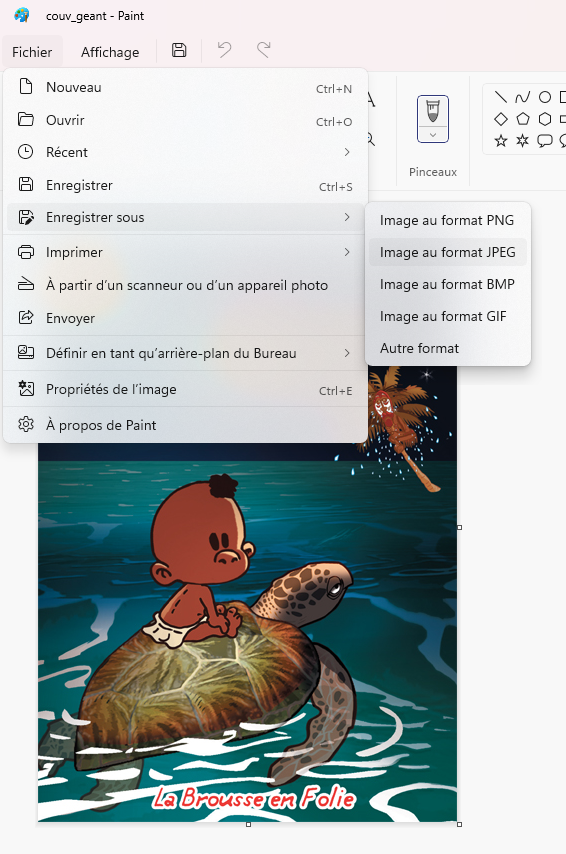 couv_geant - Paint
Fichier Affichage
Nouveau Ctrl+N
Ouvrir Ctrl+O
Récent
Enregistrer Ctrl+S
Enregistrer sous
Imprimer
À partir d'un scanneur ou d'un appareil photo
Envoyer
Définir en tant qu'arrière-plan du Bureau
Propriétés de l'image Ctrl+E
À propos de Paint
A
Pinceaux
Image au format PNG
Image au format JPEG
Image au format BMP
Image au format GIF
Autre format
La Brousse en Folie